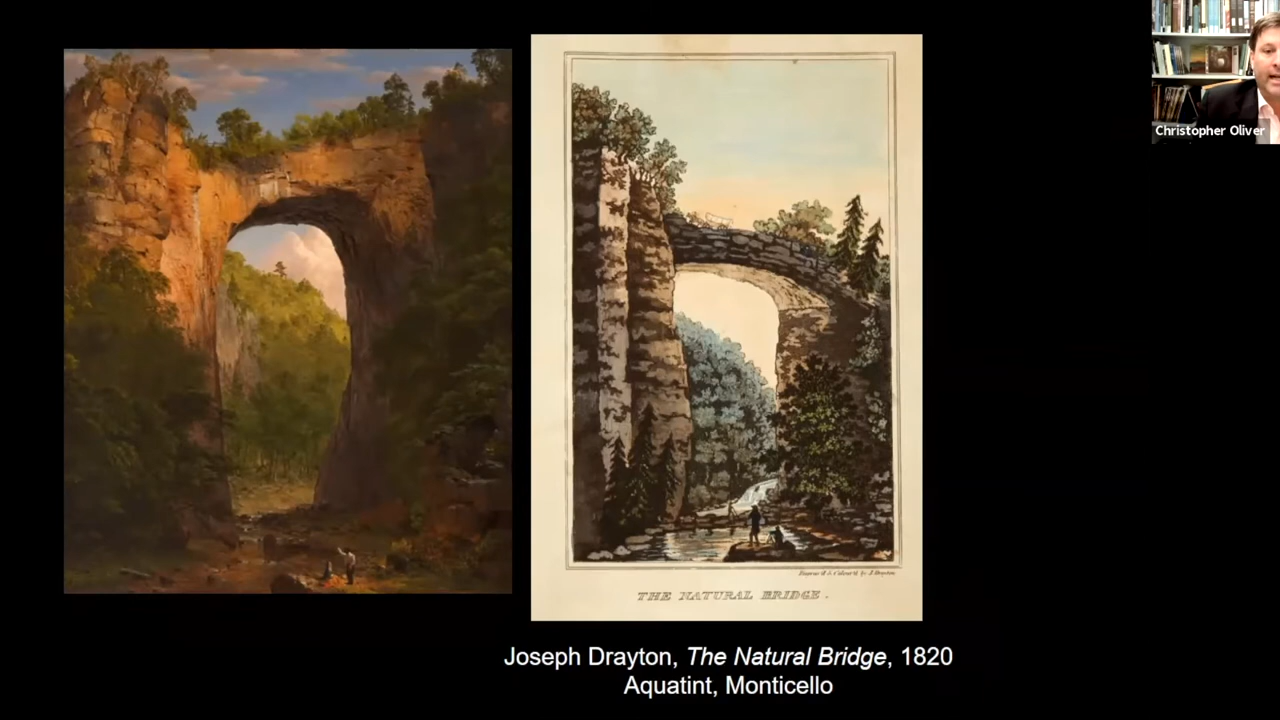 Christopher Oliver
THE NATURAL BRIDGE.
Joseph Drayton, The Natural Bridge, 1820
Aquatint, Monticello